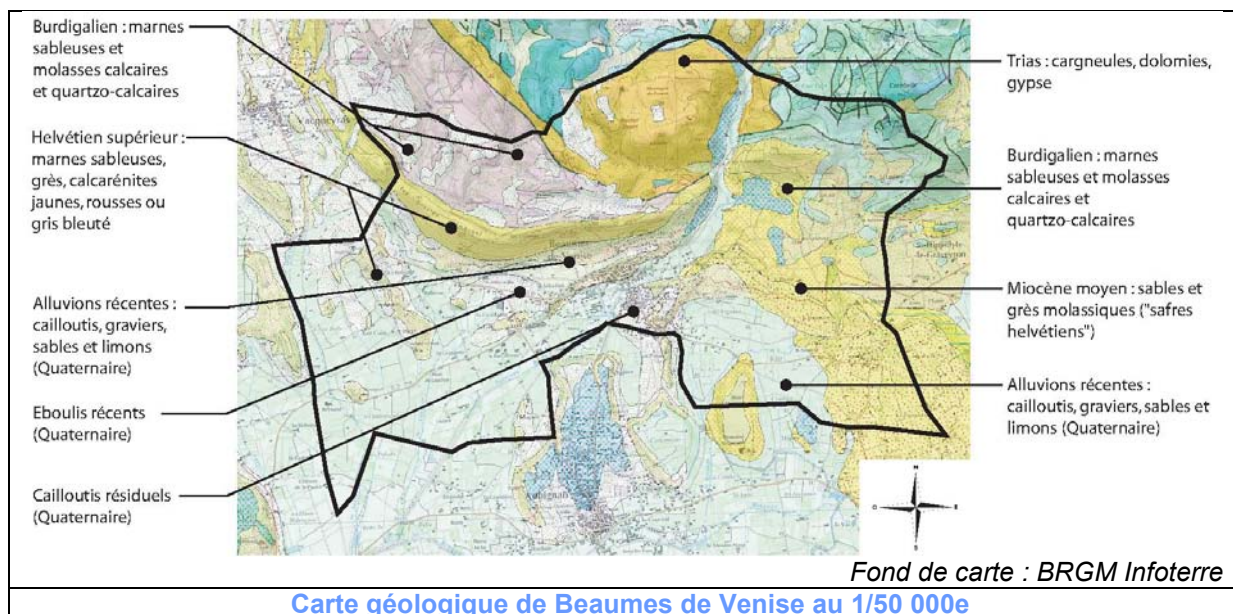 Burdigalien : marnes
sableuses et
molasses calcaires
et quartzo-calcaires
Helvétien supérieur :
marnes sableuses,
grès, calcarénites
jaunes, rousses ou
gris bleuté
Alluvions récentes :
cailloutis, graviers,
sables et limons
(Quaternaire)
Eboulis récents
(Quaternaire)
Cailloutis résiduels
(Quaternaire)
Vacqueyras
Aubignan
Trias : cargneules, dolomies,
gypse
Burdigalien : marnes
sableuses et molasses
calcaires et
quartzo-calcaires
Miocène moyen : sables et
grès molassiques ("safres
helvétiens")
Alluvions récentes :
cailloutis, graviers, sables et
limons (Quaternaire)
N
O
E
S
Fond de carte : BRGM Infoterre
Carte géologique de Beaumes de Venise au 1/50 000e